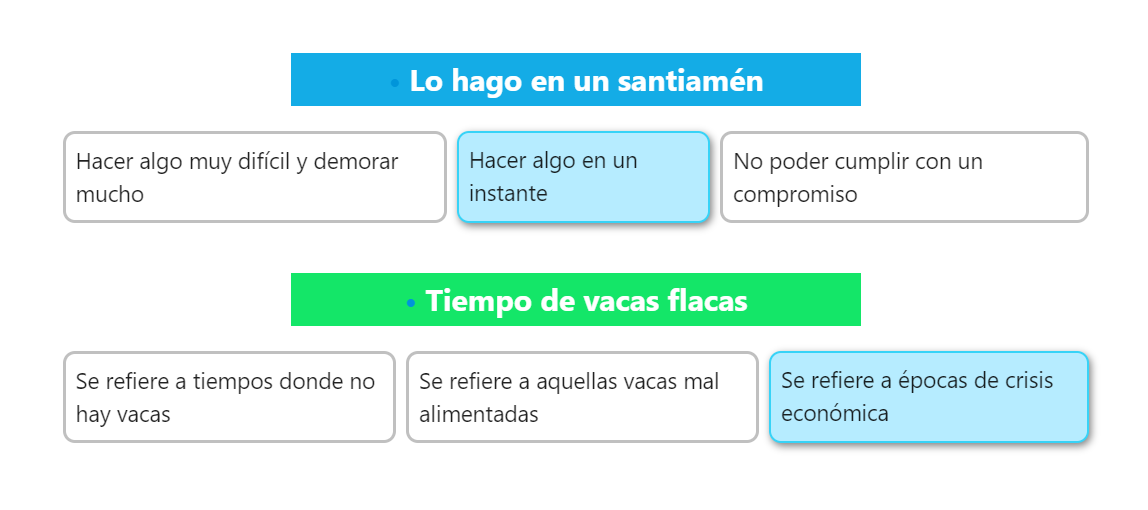 • Lo hago en un santiamén
Hacer algo muy difícil y demorar
mucho
Hacer algo en un
instante
No poder cumplir con un
compromiso
• Tiempo de vacas flacas
Se refiere a tiempos donde no
hay vacas
Se refiere a aquellas vacas mal
alimentadas
Se refiere a épocas de crisis
económica